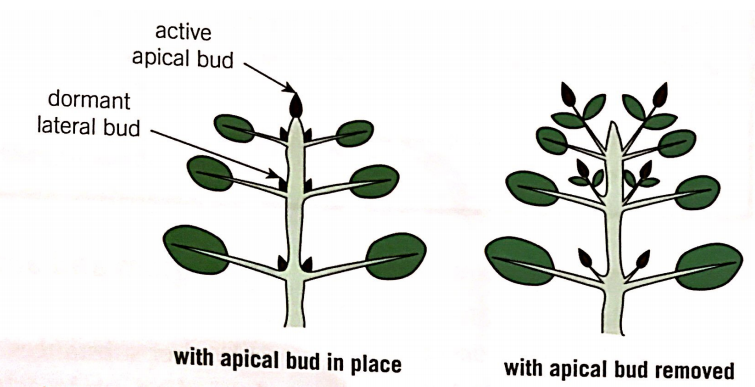 active
apical bud
dormant
lateral bud
with apical bud in place
with apical bud removed